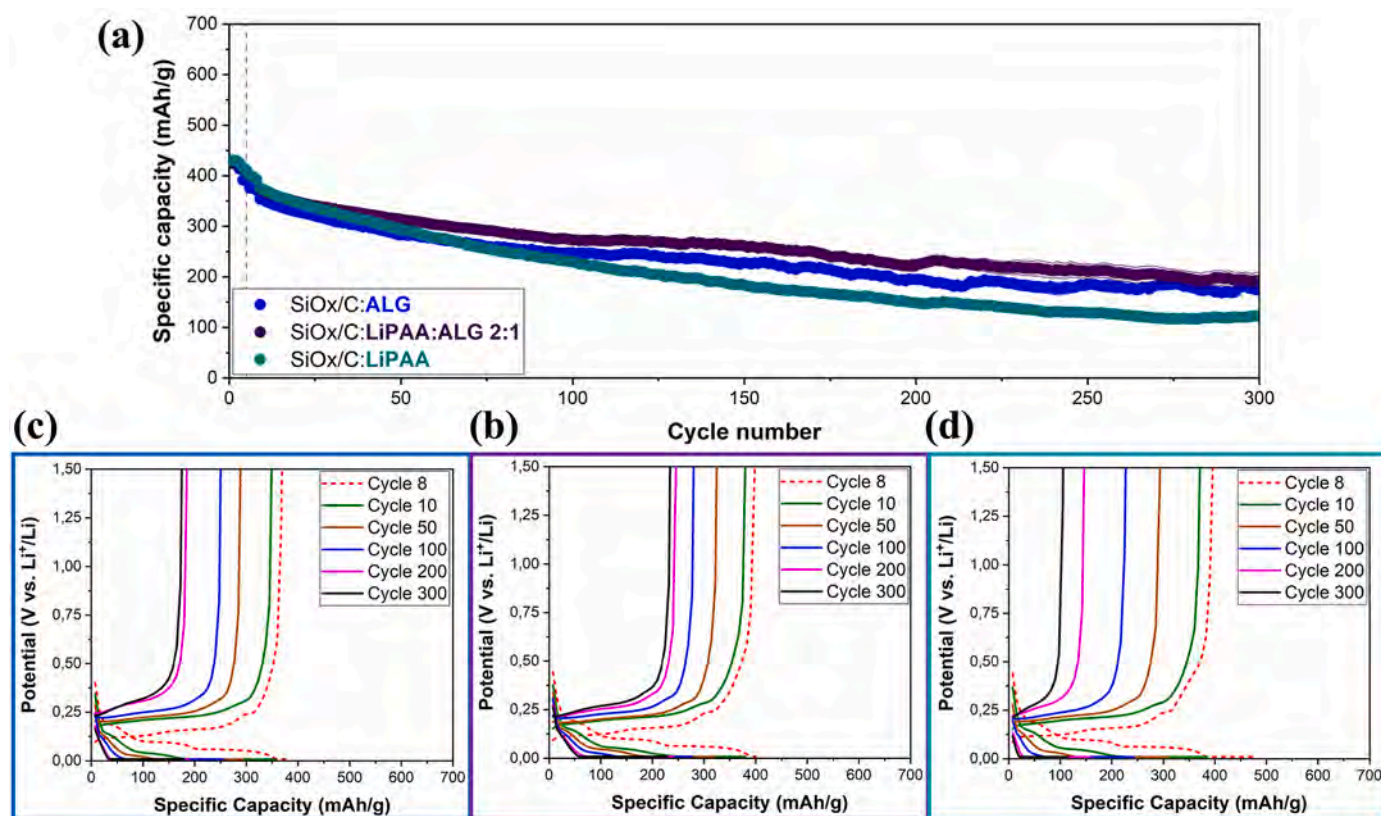 (a)
700
600
500
400
300
200
100
0
Specific capacity (mAh/g)
SiOx/C:ALG
SiOx/C:LiPAA:ALG 2:1
SiOx/C:LiPAA
0 50 100 150 200 250 300
Cycle number
(c)
1,50
1,25
1,00
0,75
0,50
0,25
0,00
Potential (V vs. Li⁺/Li)
Cycle 8
Cycle 10
Cycle 50
Cycle 100
Cycle 200
Cycle 300
0 100 200 300 400 500 600 700
Specific Capacity (mAh/g)
(b)
1,50
1,25
1,00
0,75
0,50
0,25
0,00
Potential (V vs. Li⁺/Li)
Cycle 8
Cycle 10
Cycle 50
Cycle 100
Cycle 200
Cycle 300
0 100 200 300 400 500 600 700
Specific Capacity (mAh/g)
(d)
1,50
1,25
1,00
0,75
0,50
0,25
0,00
Potential (V vs. Li⁺/Li)
Cycle 8
Cycle 10
Cycle 50
Cycle 100
Cycle 200
Cycle 300
0 100 200 300 400 500 600 700
Specific Capacity (mAh/g)